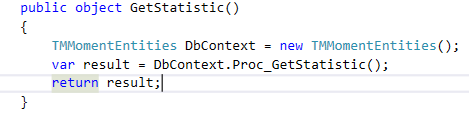 public object GetStatistic()
{
TMMomentEntities DbContext = new TMMomentEntities();
var result = DbContext.Proc_GetStatistic();
return result;
}